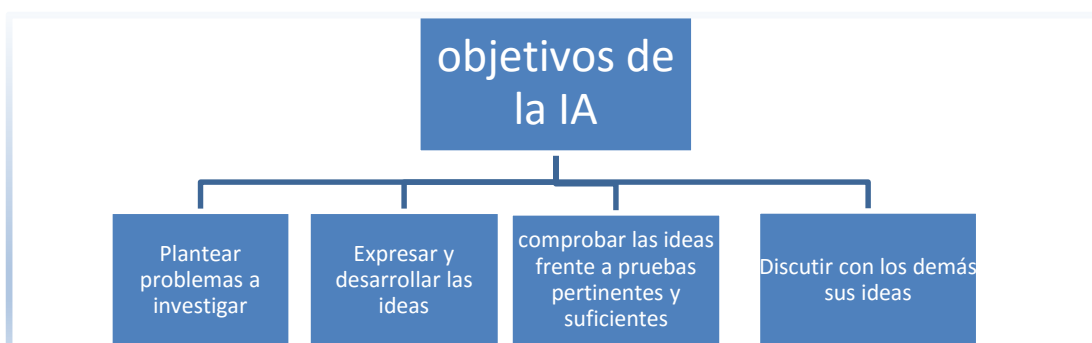 objetivos de
la IA
Plantear
problemas a
investigar
Expresar y
desarrollar las
ideas
comprobar las ideas
frente a pruebas
pertinentes y
suficientes
Discutir con los demás
sus ideas